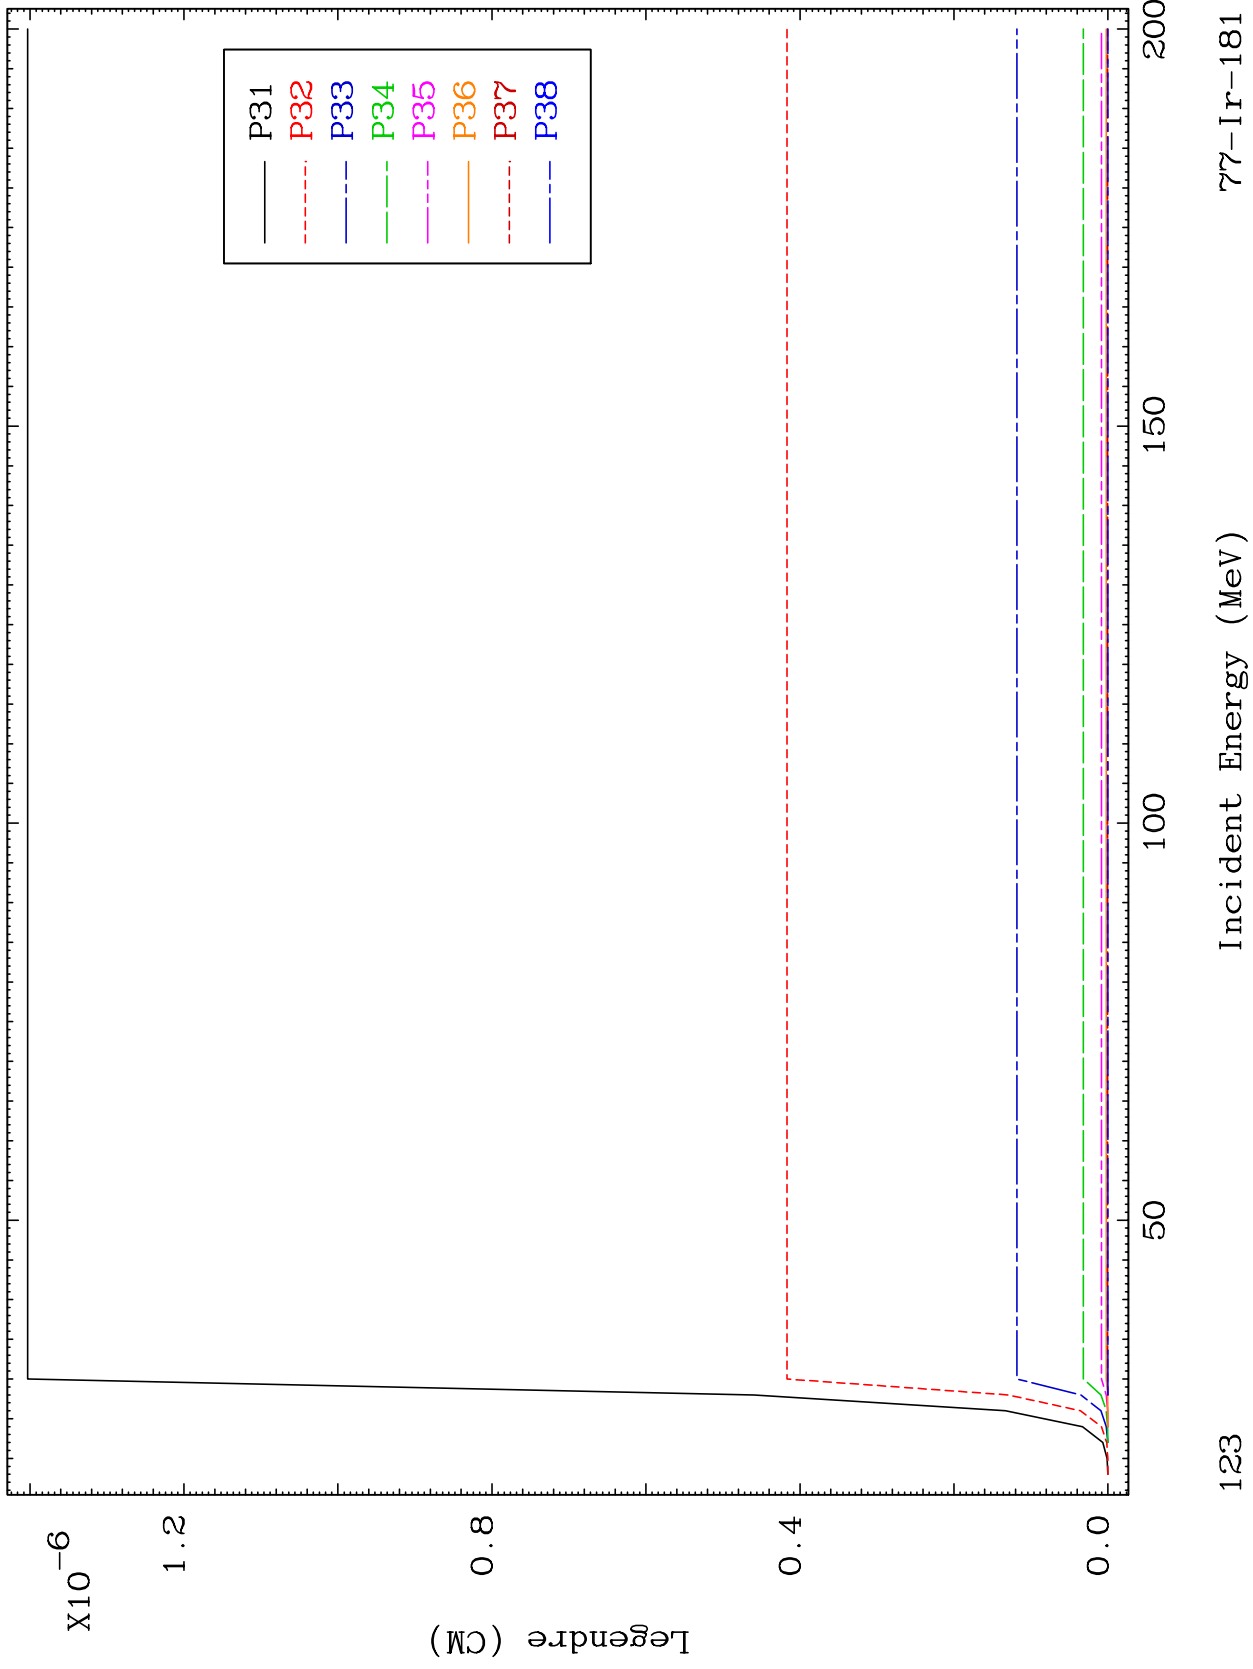 X10-6
1.2
0.8
0.4
0.0
Legendre (CM)
P31
P32
P33
P34
P35
P36
P37
P38
50
100
150
200
Incident Energy (MeV)
123
77-Ir-181